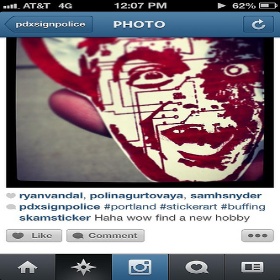 AT&T 4G 12:07 PM 62%
pdxsignpolice PHOTO
ryanvandal, polinagurtovaya, samhsnyder
pdxsignpolice #portland #stickerart #buffing
skamsticker Haha wow find a new hobby
Like Comment